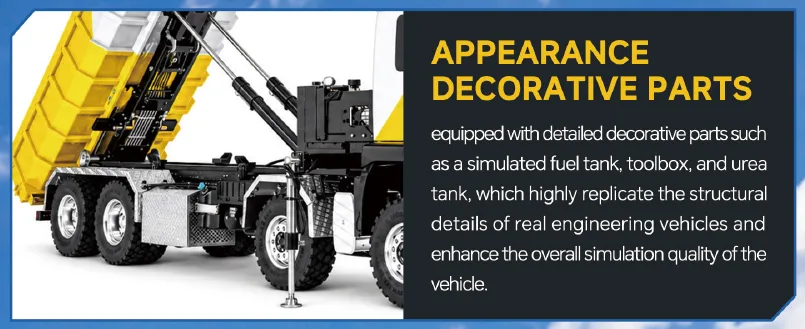 APPEARANCE
DECORATIVE PARTS
equipped with detailed decorative parts such
as a simulated fuel tank, toolbox, and urea
tank, which highly replicate the structural
details of real engineering vehicles and
enhance the overall simulation quality of the
vehicle.